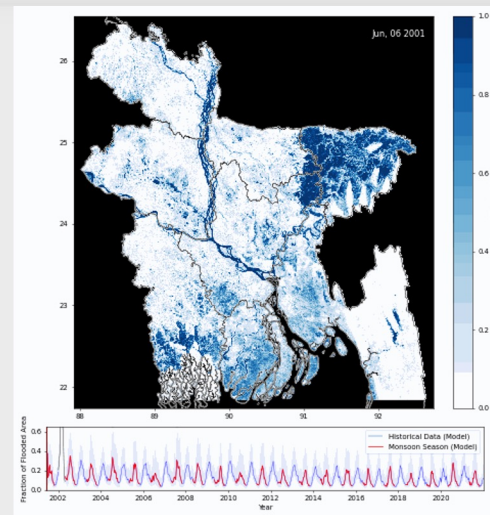 Jun, 06 2001
1.0
0.8
0.6
0.4
0.2
0.0
26
25
24
23
22
88 89 90 91 92
Fraction of Flooded Area
0.6
0.4
0.2
0.0
Historical Data (Model)
Monsoon Season (Model)
2002 2004 2006 2008 2010 2012 2014 2016 2018 2020
Year